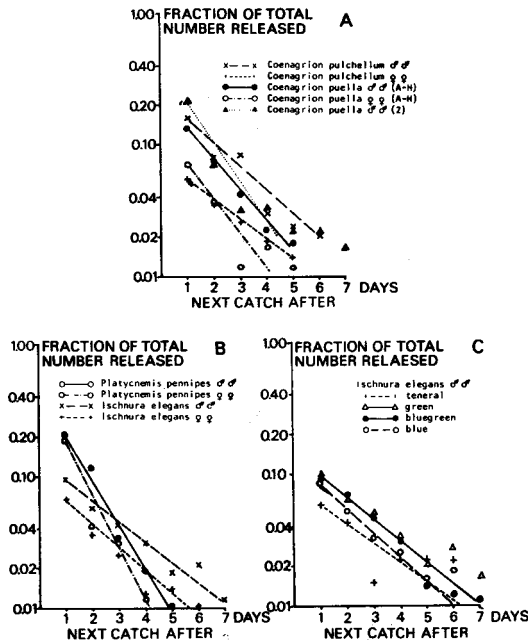 FRACTION OF TOTAL
NUMBER RELEASED
A
1.00
0.40
0.20
0.10
0.04
0.02
0.01
Coenagrion pulchellum ♂♂
Coenagrion pulchellum ♀♀
Coenagrion puella ♂♂ (A-H)
Coenagrion puella ♀♀ (A-H)
Coenagrion puella ♂♂ (2)
1 2 3 4 5 6 7 DAYS
NEXT CATCH AFTER
FRACTION OF TOTAL
NUMBER RELEASED
B
1.00
0.40
0.20
0.10
0.04
0.02
0.01
Platycnemis pennipes ♂♂
Platycnemis pennipes ♀♀
Ischnura elegans ♂♂
Ischnura elegans ♀♀
1 2 3 4 5 6 7 DAYS
NEXT CATCH AFTER
FRACTION OF TOTAL
NUMBER RELAESED
C
1.00
0.40
0.20
0.10
0.04
0.02
0.01
Ischnura elegans ♂♂
teneral
green
bluegreen
blue
1 2 3 4 5 6 7 DAYS
NEXT CATCH AFTER